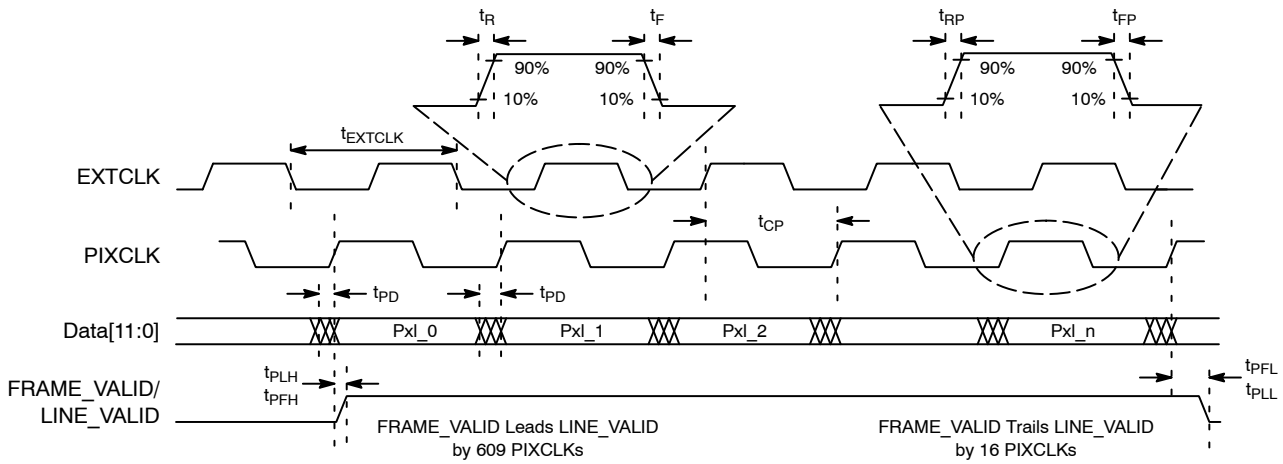 tR
tF
tRP
tFP
90%
90%
90%
90%
10%
10%
10%
10%
tEXTCLK
EXTCLK
tCP
PIXCLK
tPD
tPD
Data[11:0]
Pxl_0
Pxl_1
Pxl_2
Pxl_n
tPLH
tPFH
tPFL
tPLL
FRAME_VALID/
LINE_VALID
FRAME_VALID Leads LINE_VALID
by 609 PIXCLKs
FRAME_VALID Trails LINE_VALID
by 16 PIXCLKs